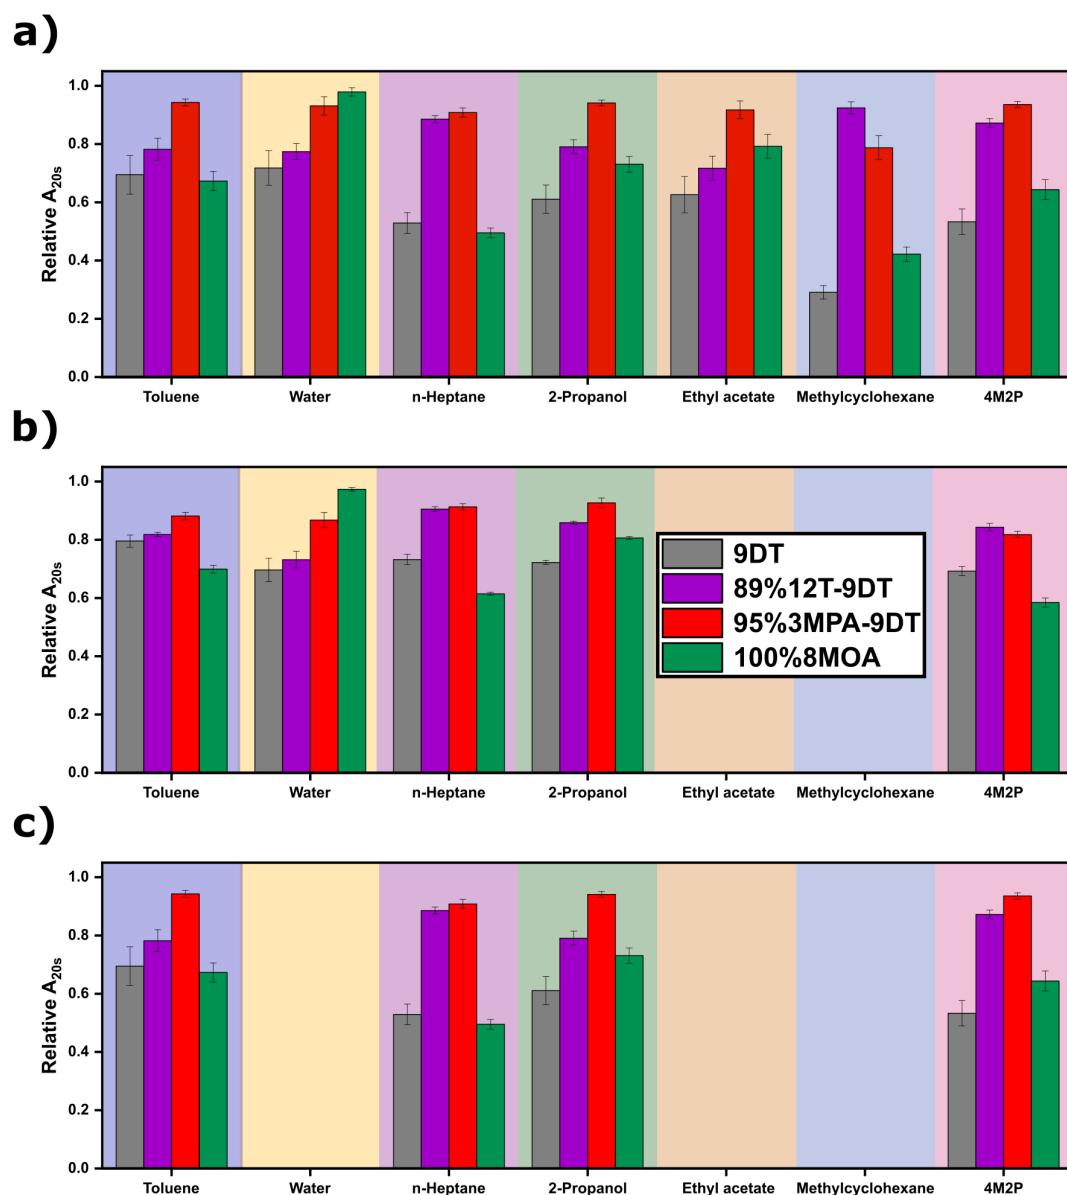 a)
Relative A20s
1.0
0.8
0.6
0.4
0.2
0.0
Toluene Water n-Heptane 2-Propanol Ethyl acetate Methylcyclohexane 4M2P
b)
Relative A20s
1.0
0.8
0.6
0.4
0.2
0.0
9DT
89%12T-9DT
95%3MPA-9DT
100%8MOA
Toluene Water n-Heptane 2-Propanol Ethyl acetate Methylcyclohexane 4M2P
c)
Relative A20s
1.0
0.8
0.6
0.4
0.2
0.0
Toluene Water n-Heptane 2-Propanol Ethyl acetate Methylcyclohexane 4M2P